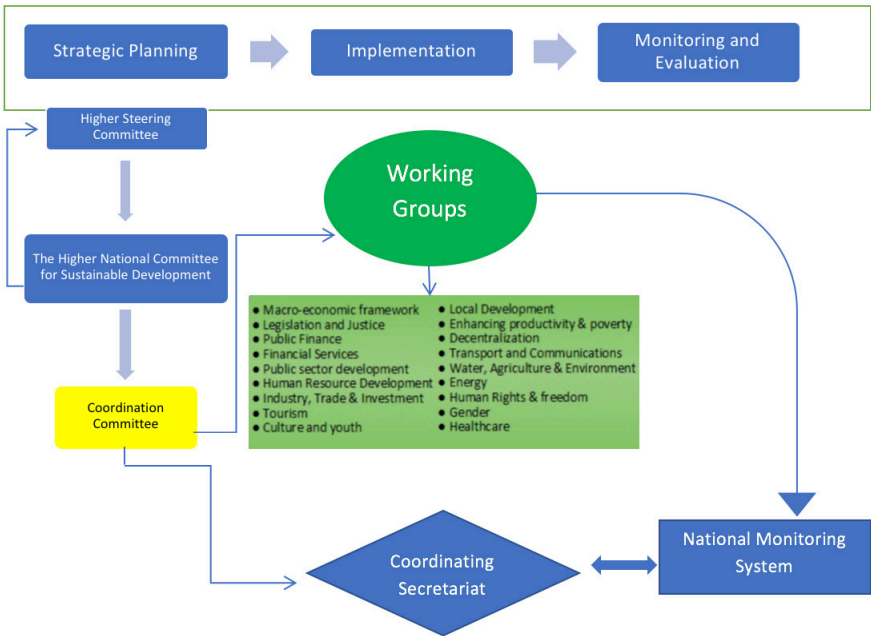 Strategic Planning
Implementation
Monitoring and
Evaluation
Higher Steering
Committee
The Higher National Committee
for Sustainable Development
Coordination
Committee
Working
Groups
● Macro-economic framework
● Legislation and Justice
● Public Finance
● Financial Services
● Public sector development
● Human Resource Development
● Industry, Trade & Investment
● Tourism
● Culture and youth
● Local Development
● Enhancing productivity & poverty
● Decentralization
● Transport and Communications
● Water, Agriculture & Environment
● Energy
● Human Rights & freedom
● Gender
● Healthcare
Coordinating
Secretariat
National Monitoring
System